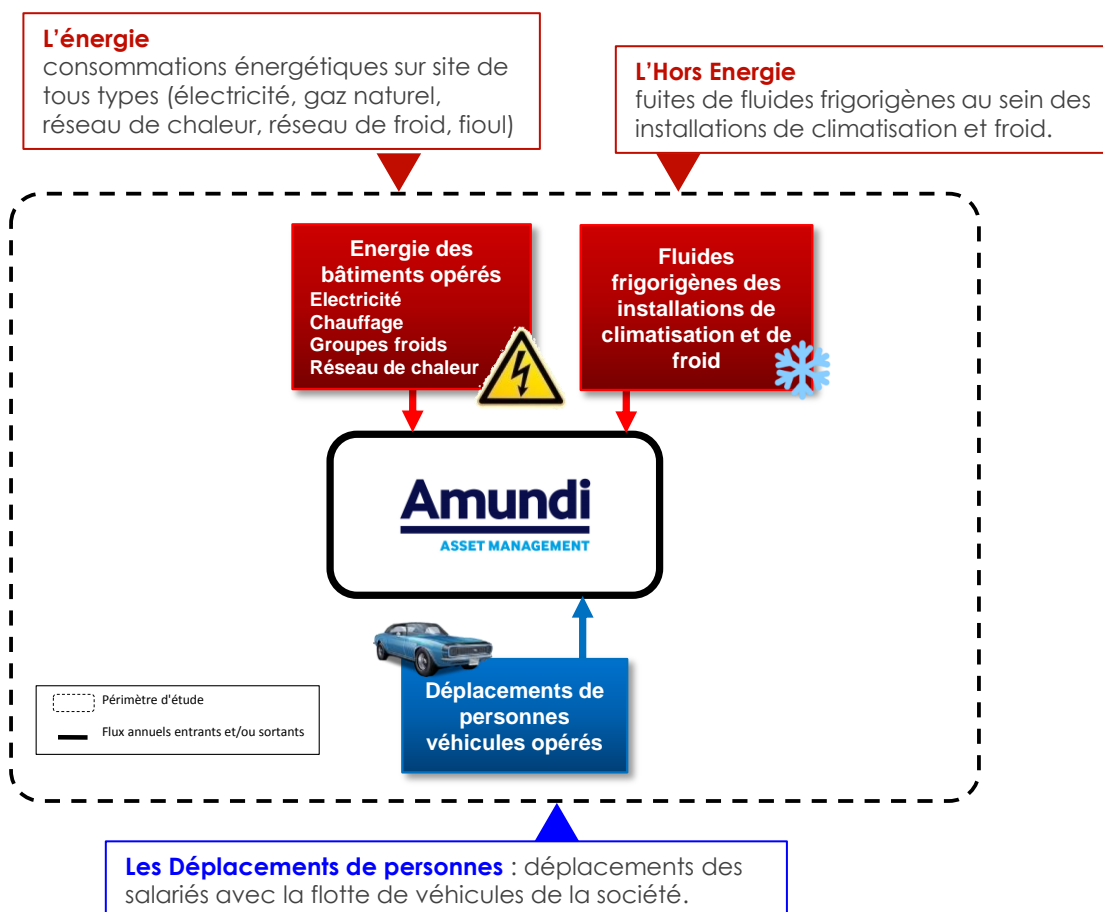 L'énergie
consommations énergétiques sur site de
tous types (électricité, gaz naturel,
réseau de chaleur, réseau de froid, fioul)
L'Hors Energie
fuites de fluides frigorigènes au sein des
installations de climatisation et froid.
Energie des
bâtiments opérés
Electricité
Chauffage
Groupes froids
Réseau de chaleur
Fluides
frigorigènes des
installations de
climatisation et de
froid
Amundi
ASSET MANAGEMENT
Déplacements de
personnes
véhicules opérés
Périmètre d'étude
Flux annuels entrants et/ou sortants
Les Déplacements de personnes : déplacements des
salariés avec la flotte de véhicules de la société.